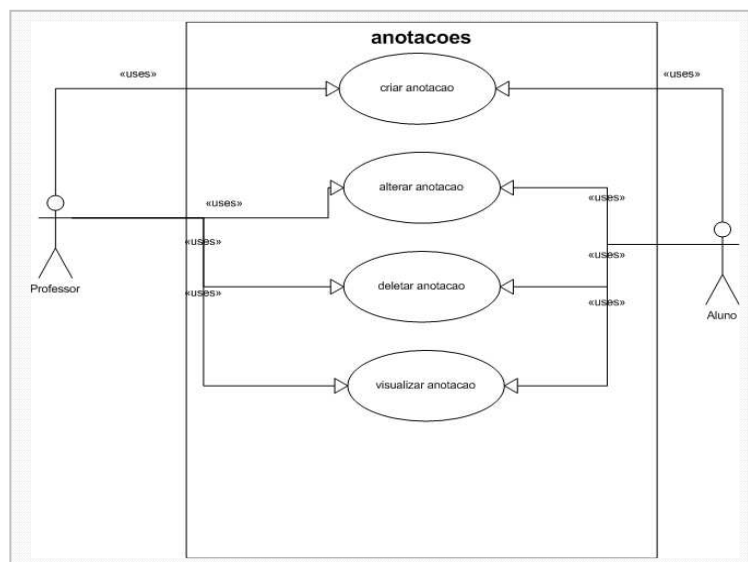 anotacoes
«uses»
«uses»
criar anotacao
alterar anotacao
«uses»
«uses»
«uses»
«uses»
deletar anotacao
«uses»
Professor
«uses»
«uses»
Aluno
visualizar anotacao